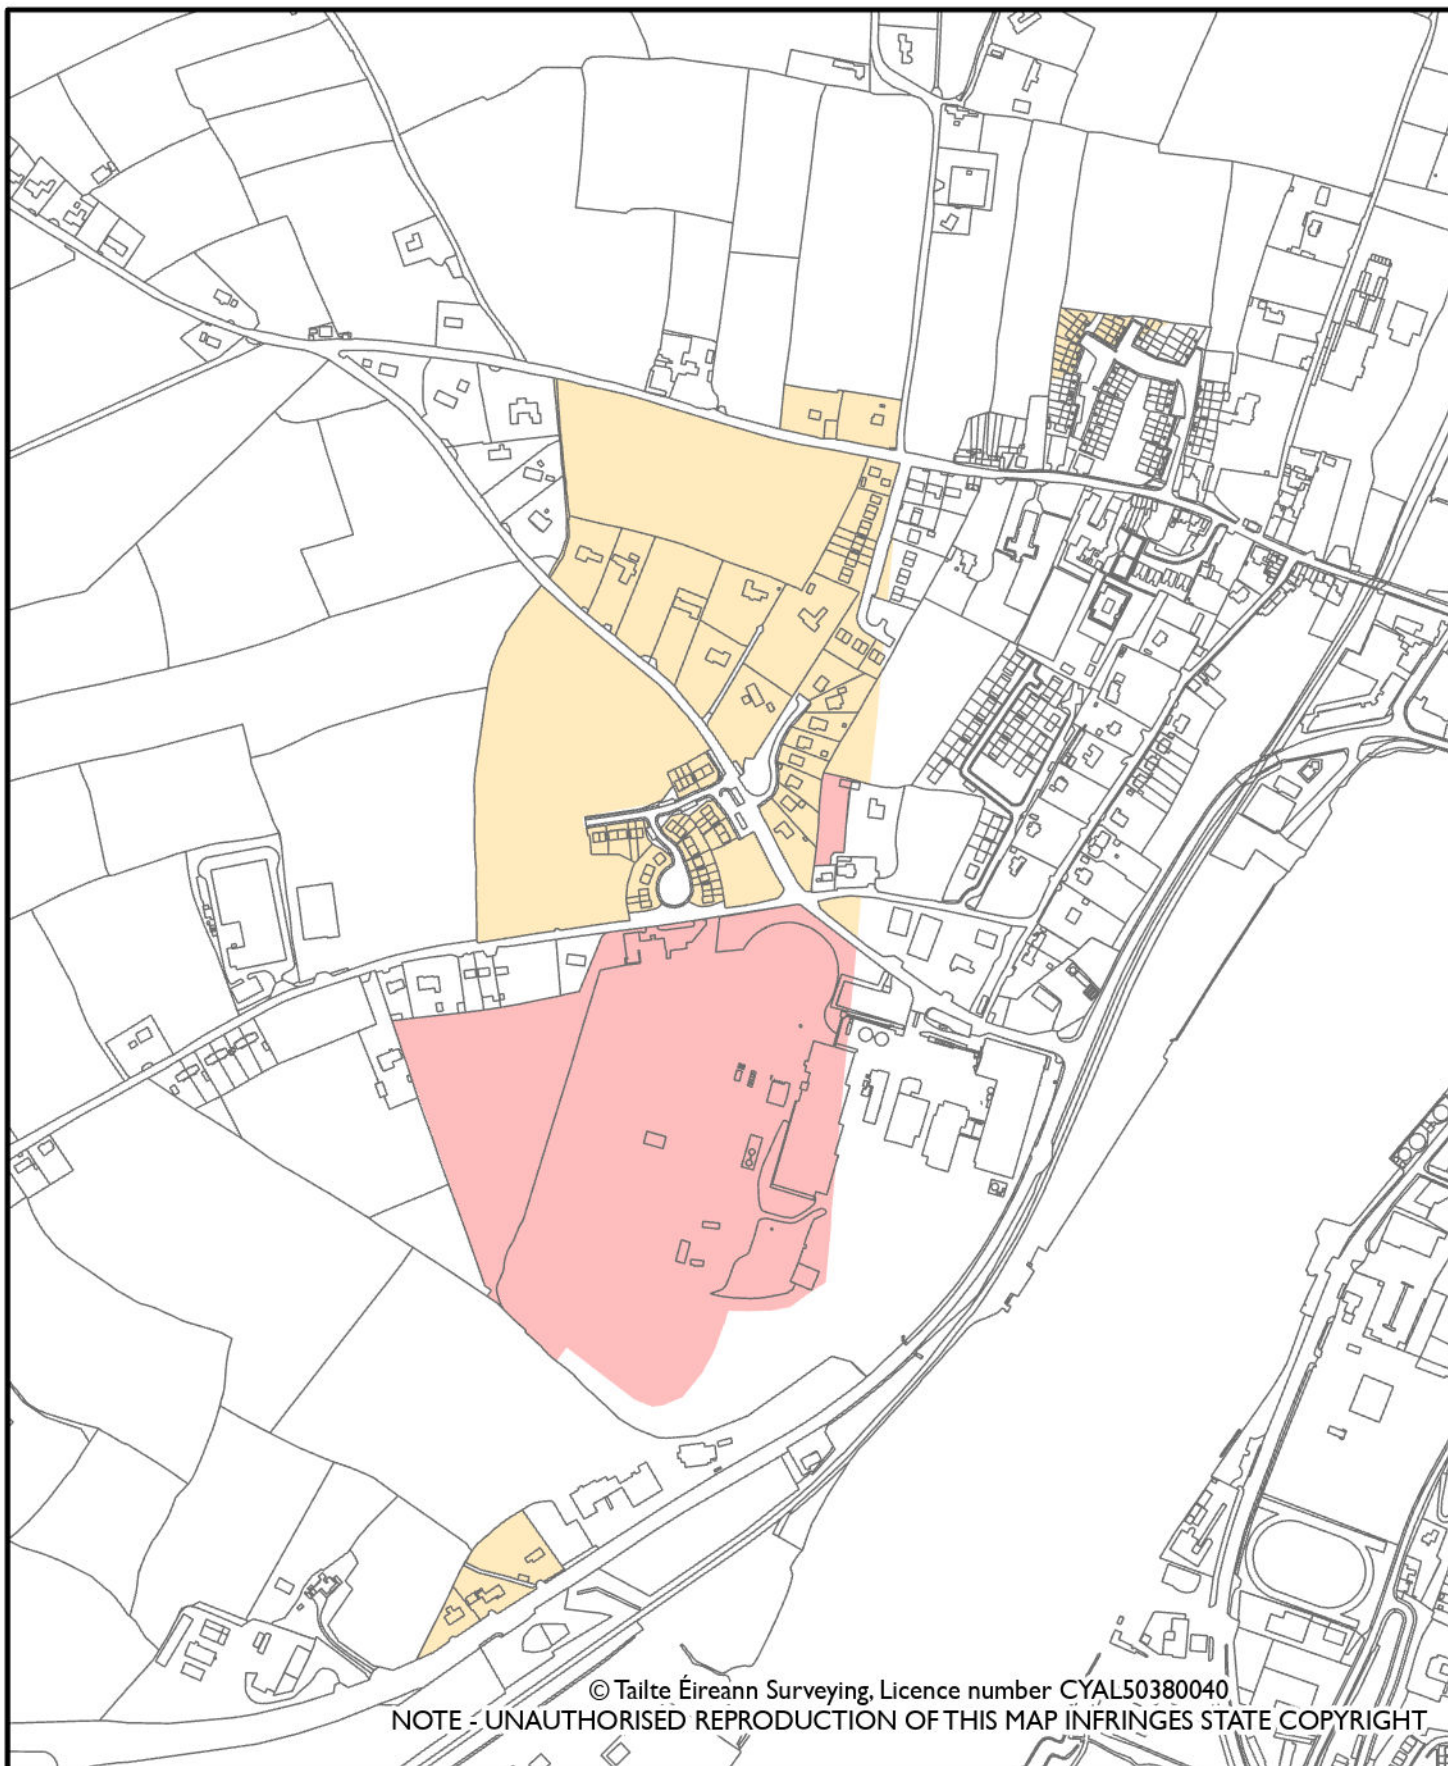 © Tailte Éireann Surveying, Licence number CYAL50380040
NOTE - UNAUTHORISED REPRODUCTION OF THIS MAP INFRINGES STATE COPYRIGHT